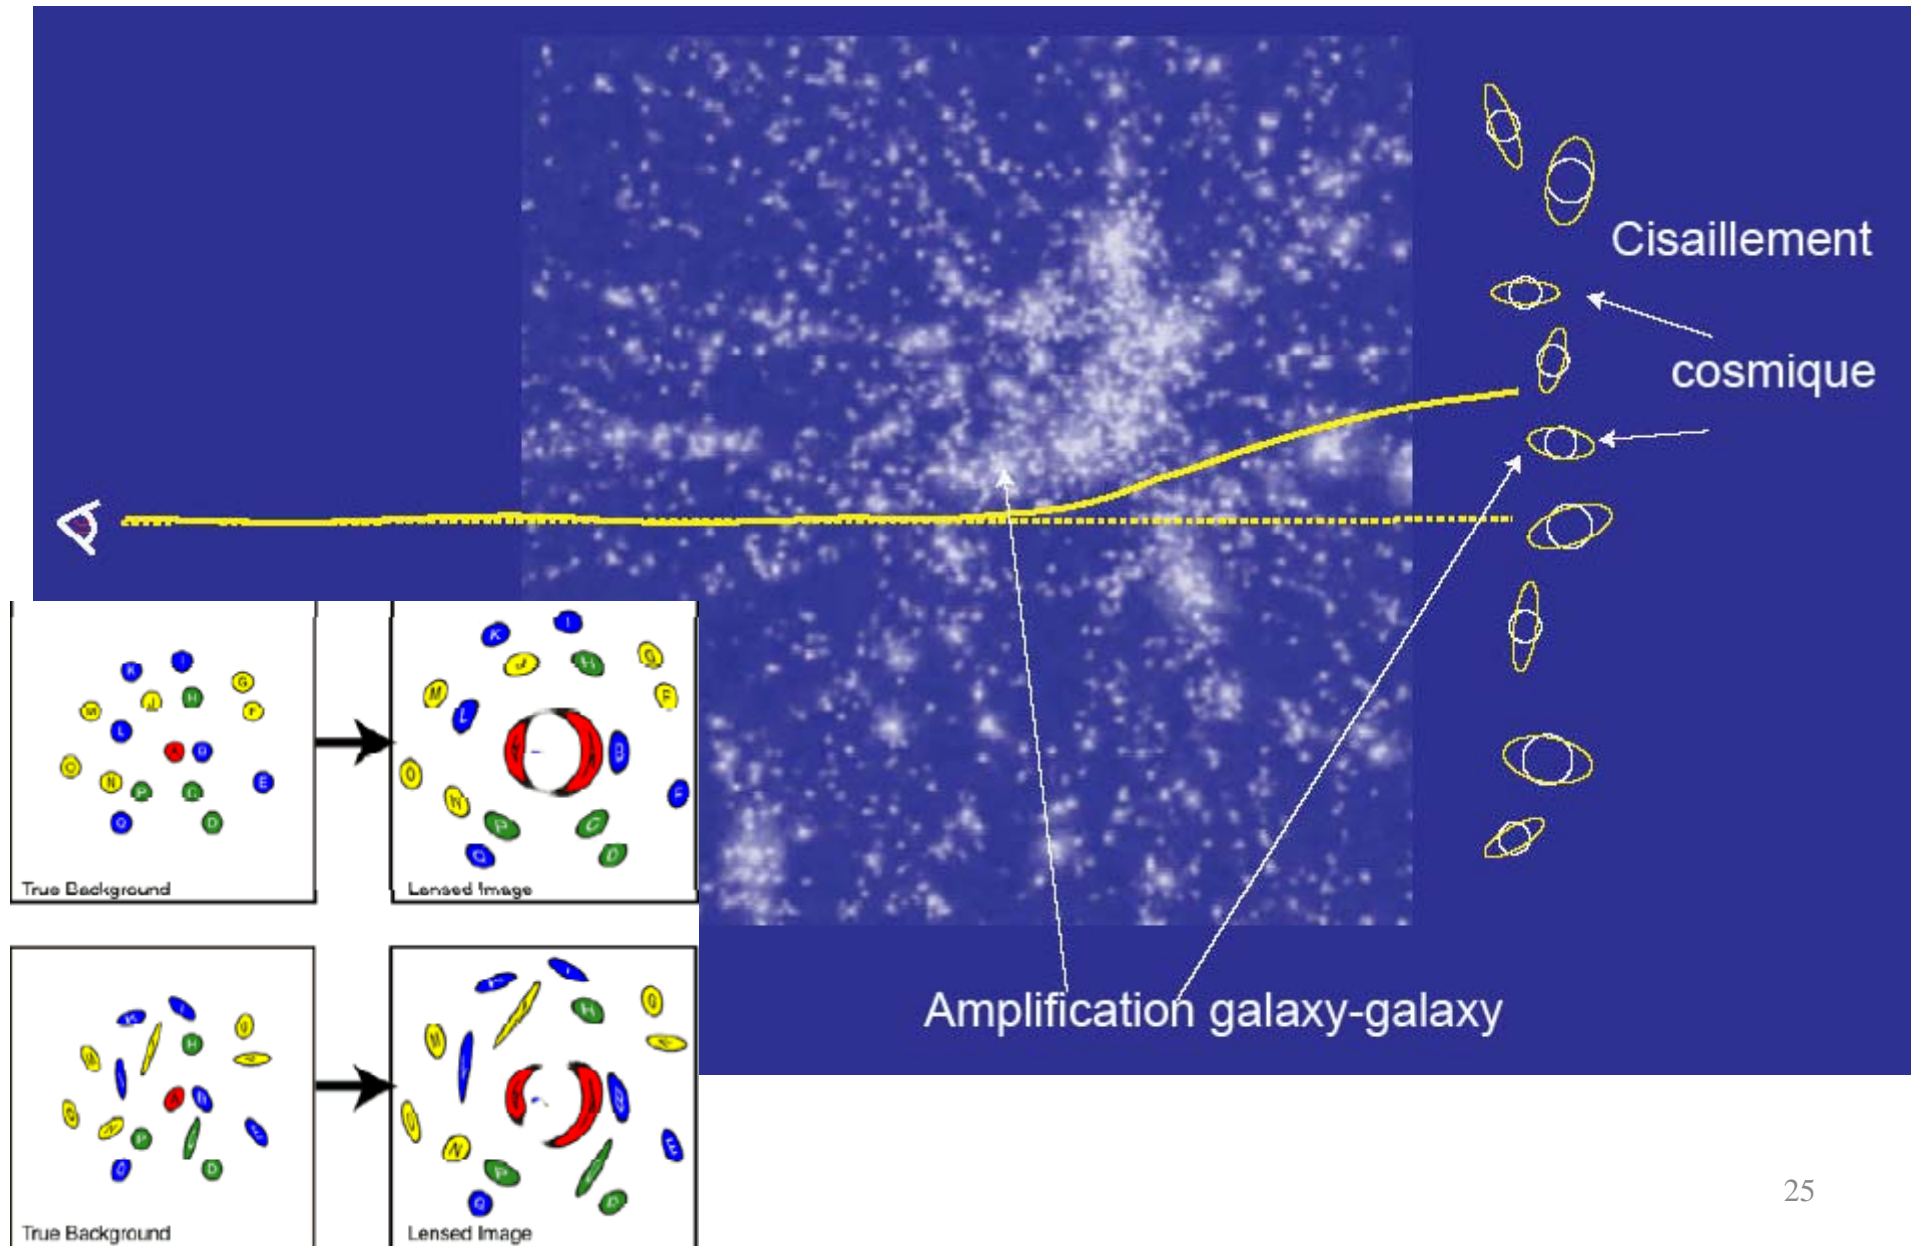 Cisaillement
cosmique
Amplification galaxy-galaxy
True Background
Lensed Image
True Background
Lensed Image
25